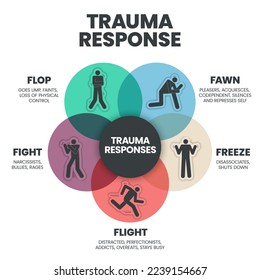 TRAUMA
RESPONSE
FLOP
GOES LIMP, FAINTS,
LOSS OF PHYSICAL
CONTROL
FAWN
PLEASERS, ACQUIESCES,
CODEPENDENT, SILENCES
AND REPRESSES SELF
FIGHT
NARCISSISTS,
BULLIES, RAGES
TRAUMA
RESPONSES
FREEZE
DISASSOCIATES,
SHUTS DOWN
FLIGHT
DISTRACTED, PERFECTIONISTS,
ADDICTS, OVEREATS, STAYS BUSY
shutterstock.com · 2239154667